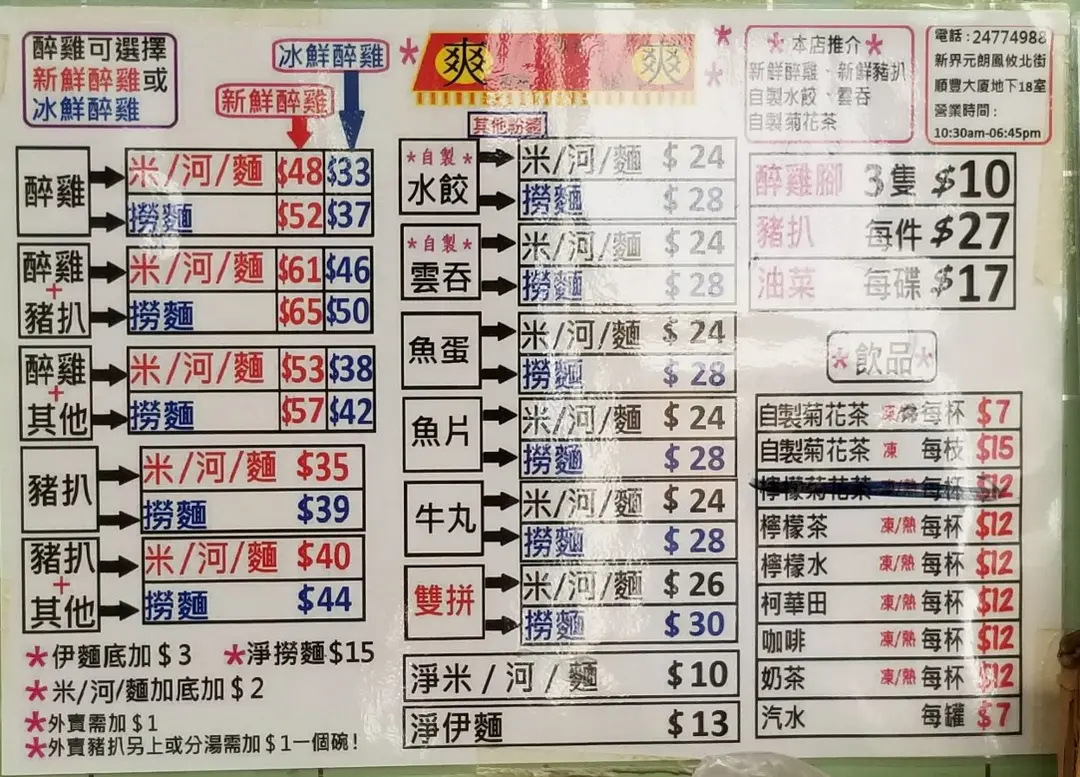 醉雞可選擇
新鮮醉雞或
冰鮮醉雞
冰鮮醉雞
新鮮醉雞
醉雞
米/河/麵 $48 $33
撈麵 $52 $37
醉雞+豬扒
米/河/麵 $61 $46
撈麵 $65 $50
醉雞+其他
米/河/麵 $53 $38
撈麵 $57 $42
豬扒
米/河/麵 $35
撈麵 $39
豬扒+其他
米/河/麵 $40
撈麵 $44
*伊麵底加$3 *淨撈麵$15
*米/河/麵加底加$2
*外賣需加$1
*外賣豬扒另上或分湯需加$1一個碗!
* 爽 爽 *
其他粉麵
*自製*
水餃
米/河/麵 $24
撈麵 $28
*自製*
雲吞
米/河/麵 $24
撈麵 $28
魚蛋
米/河/麵 $24
撈麵 $28
魚片
米/河/麵 $24
撈麵 $28
牛丸
米/河/麵 $24
撈麵 $28
雙拼
米/河/麵 $26
撈麵 $30
淨米/河/麵 $10
淨伊麵 $13
*本店推介*
新鮮醉雞、新鮮豬扒
自製水餃、雲吞
自製菊花茶
電話:24774988
新界元朗鳳攸北街
順豐大廈地下18室
營業時間:
10:30am-06:45pm
醉雞腳 3隻 $10
豬扒 每件 $27
油菜 每碟 $17
*飲品*
自製菊花茶 每杯 $7
自製菊花茶 凍 每枝 $15
檸檬菊花茶 凍/熱 每杯 $12
檸檬茶 凍/熱 每杯 $12
檸檬水 凍/熱 每杯 $12
柯華田 凍/熱 每杯 $12
咖啡 凍/熱 每杯 $12
奶茶 凍/熱 每杯 $12
汽水 每罐 $7